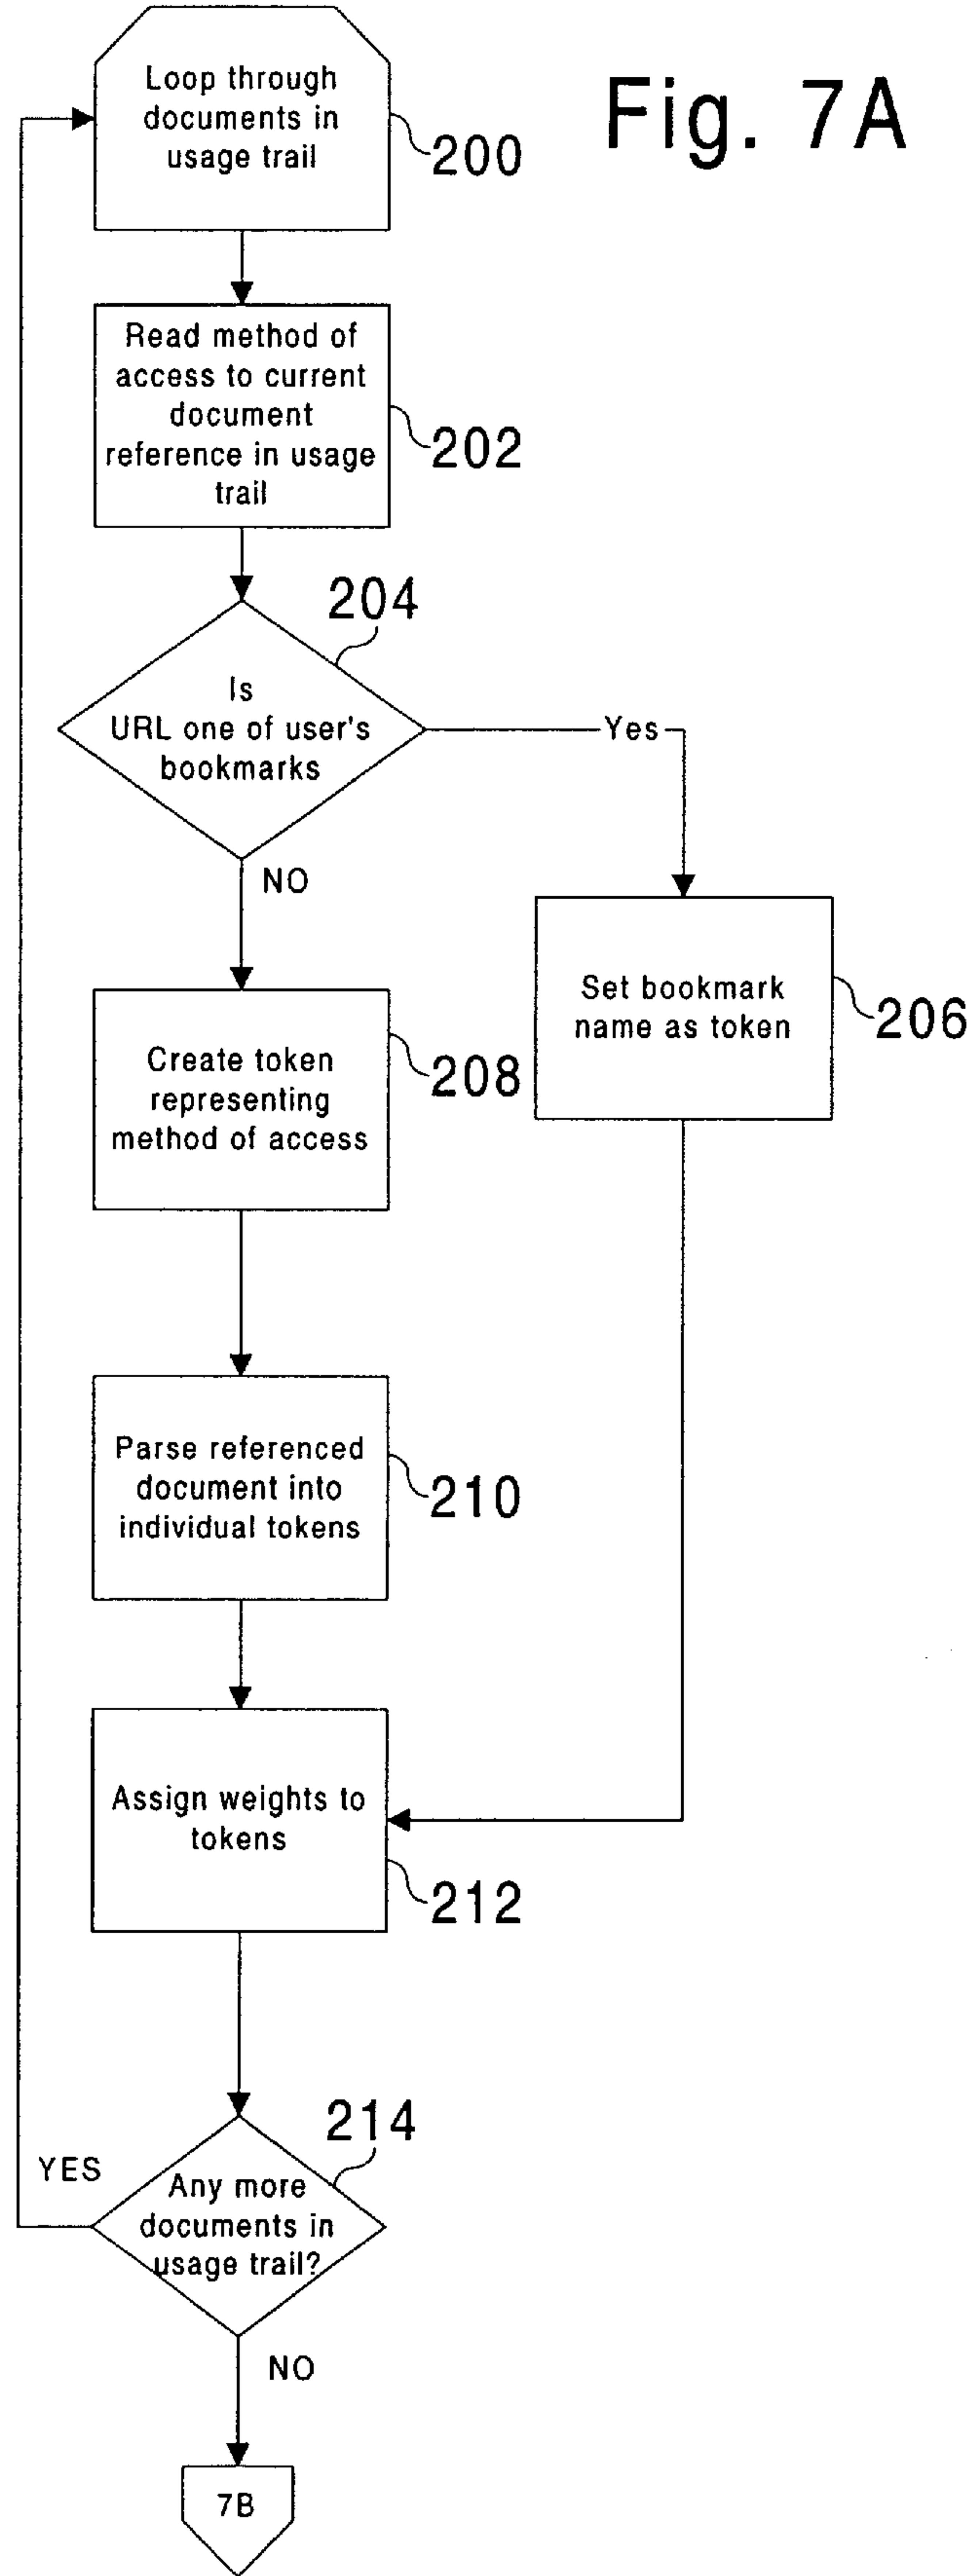 Fig. 7A
Loop through
documents in
usage trail
200
Read method of
access to current
document
reference in usage
trail
202
204
Is
URL one of user's
bookmarks
Yes
NO
Set bookmark
name as token
206
Create token
representing
method of access
208
Parse referenced
document into
individual tokens
210
Assign weights to
tokens
212
214
YES
Any more
documents in
usage trail?
NO
7B